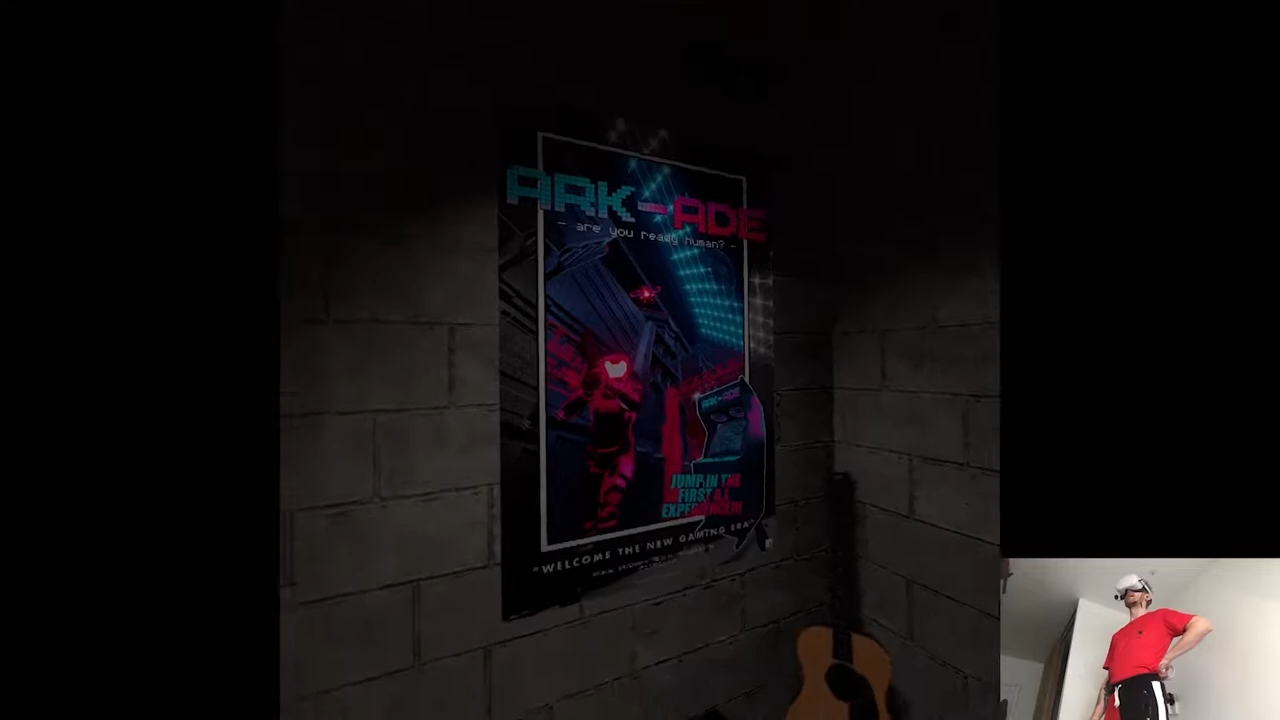 ARK-ADE
- are you ready human? -
ARK-ADE
JUMP IN THE
FIRST A.I.
EXPERIENCE!!!
"WELCOME THE NEW GAMING ERA"